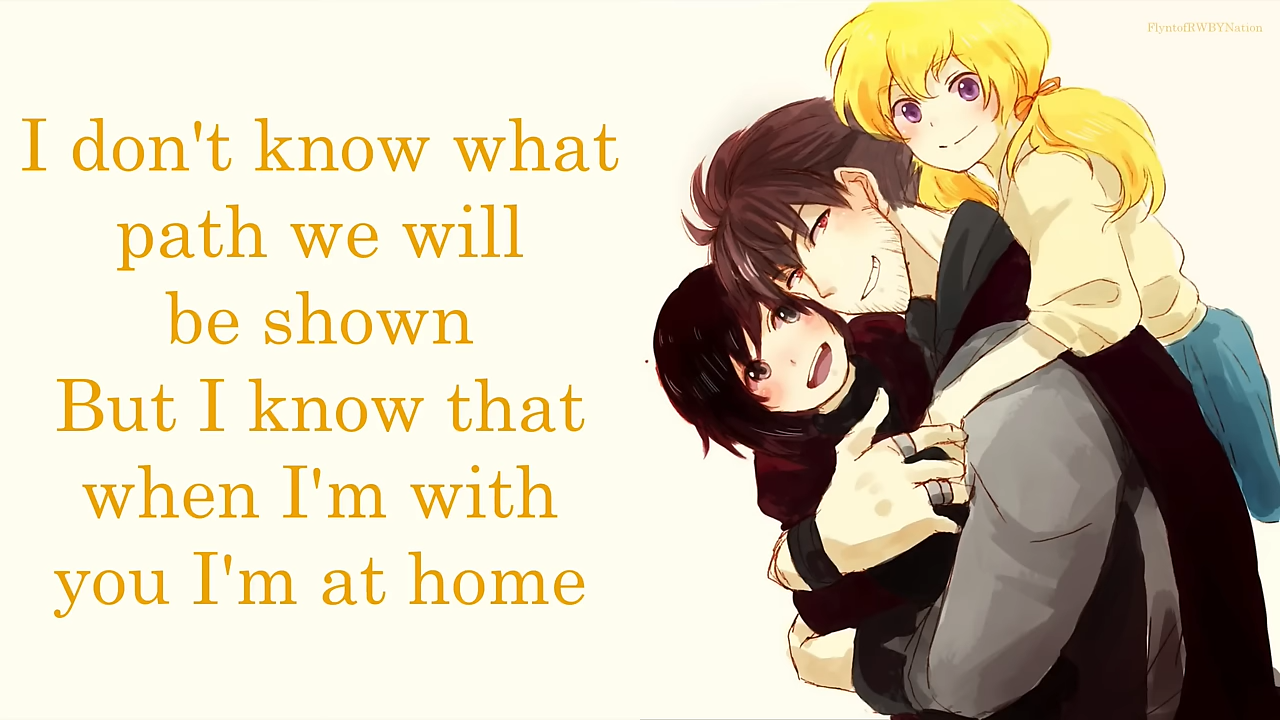 FlyntofRWBYNation
I don't know what
path we will
be shown
But I know that
when I'm with
you I'm at home